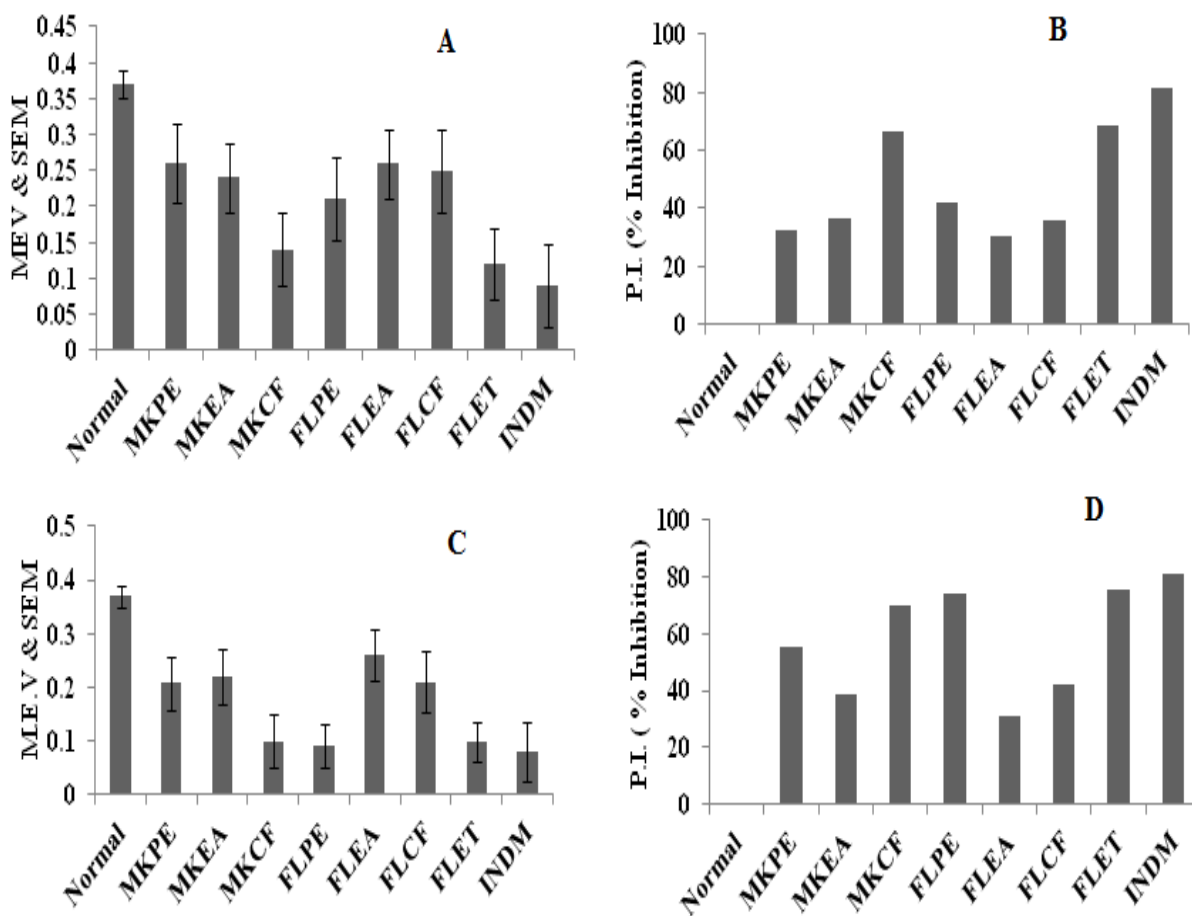 A
MEV & SEM
0.45
0.4
0.35
0.3
0.25
0.2
0.15
0.1
0.05
0
Normal
MKPE
MKEA
MKCF
FLPE
FLEA
FLCF
FLET
INDM
B
P.I. (% Inhibition)
100
80
60
40
20
0
Normal
MKPE
MKEA
MKCF
FLPE
FLEA
FLCF
FLET
INDM
C
M.E.V & SEM
0.5
0.4
0.3
0.2
0.1
0
Normal
MKPE
MKEA
MKCF
FLPE
FLEA
FLCF
FLET
INDM
D
P.I. ( % Inhibition)
100
80
60
40
20
0
Normal
MKPE
MKEA
MKCF
FLPE
FLEA
FLCF
FLET
INDM